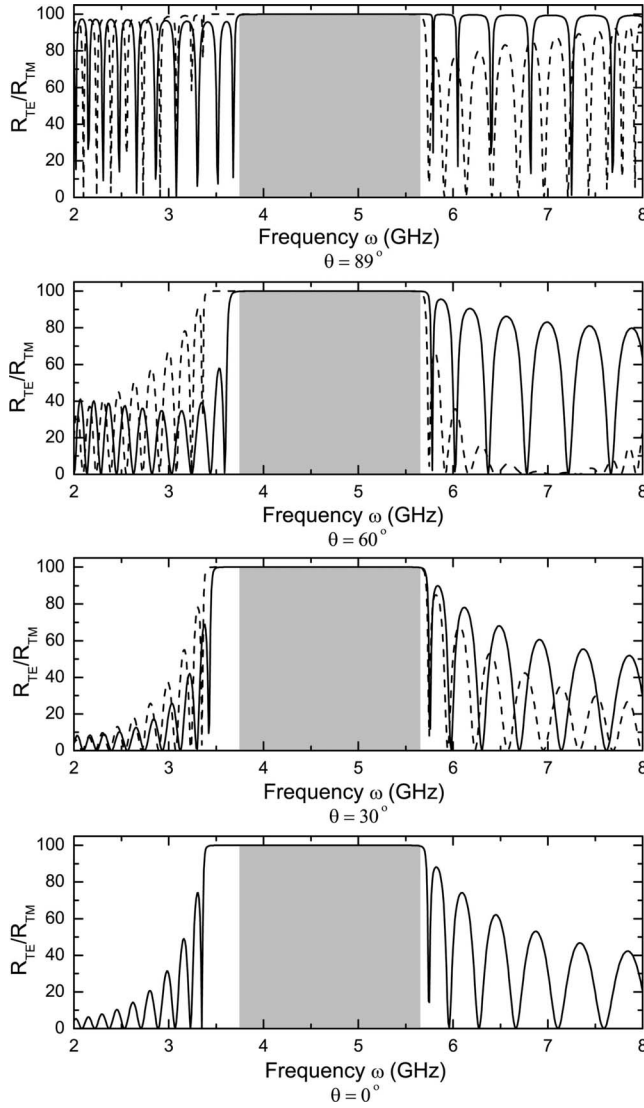 R_TE/R_TM
100
80
60
40
20
0
2 3 4 5 6 7 8
Frequency ω (GHz)
θ = 89°
R_TE/R_TM
100
80
60
40
20
0
2 3 4 5 6 7 8
Frequency ω (GHz)
θ = 60°
R_TE/R_TM
100
80
60
40
20
0
2 3 4 5 6 7 8
Frequency ω (GHz)
θ = 30°
R_TE/R_TM
100
80
60
40
20
0
2 3 4 5 6 7 8
Frequency ω (GHz)
θ = 0°